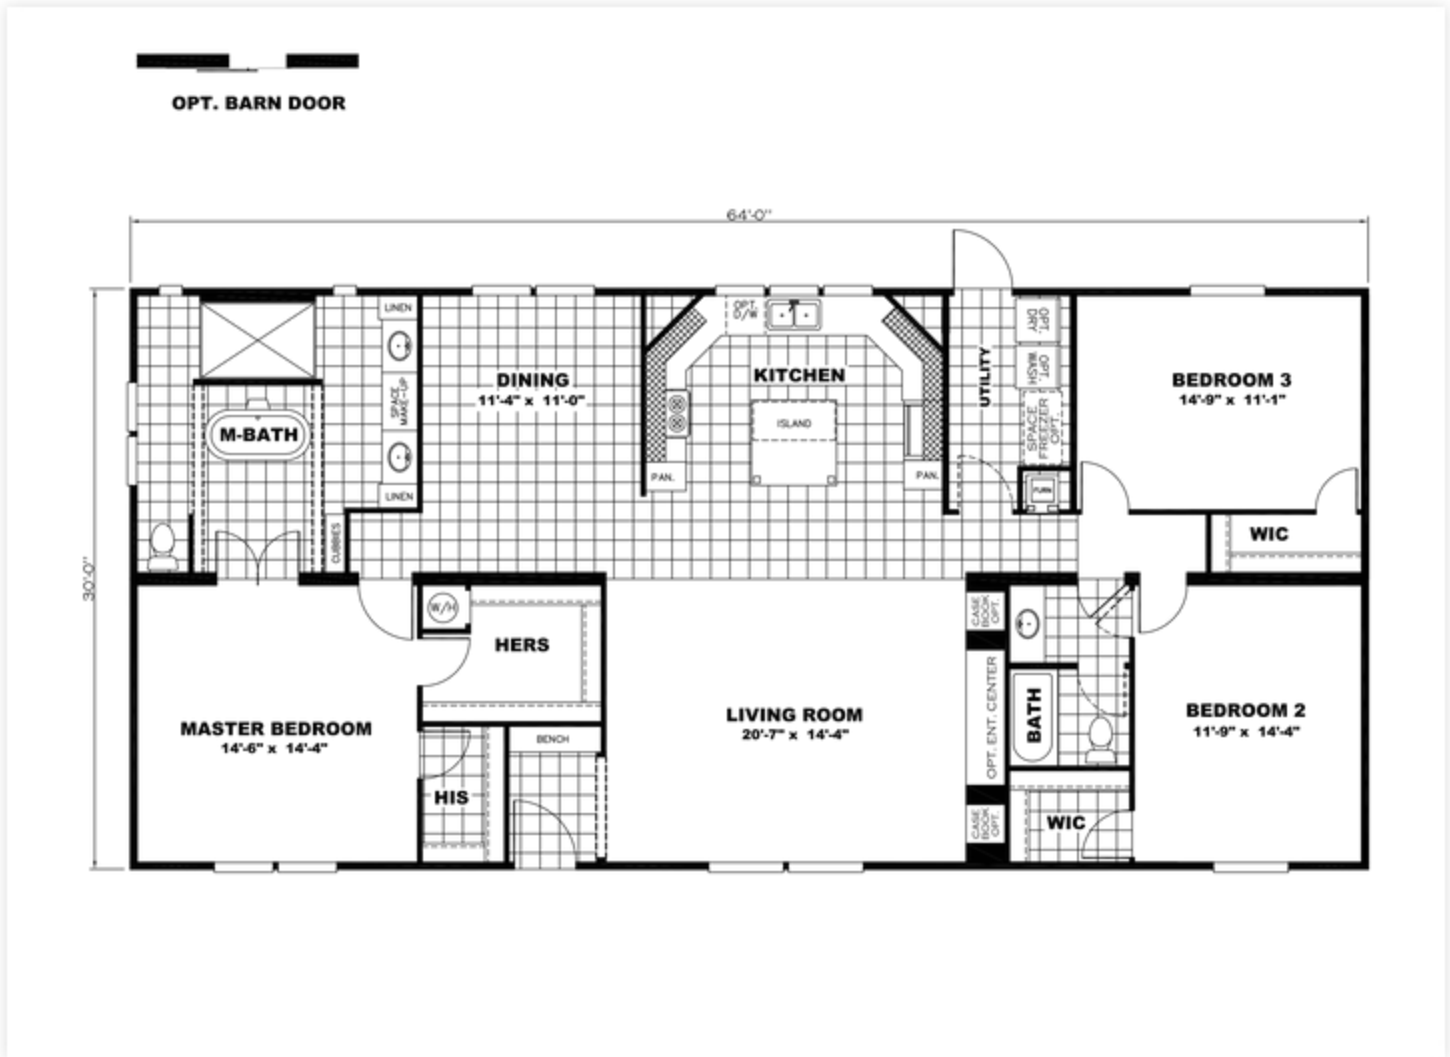 OPT. BARN DOOR
64'-0"
30'-0"
LINEN
SPACE
MAKE-UP
LINEN
M-BATH
CUBBIES
DINING
11'-4" x 11'-0"
OPT.
D/W
KITCHEN
ISLAND
PAN.
PAN.
UTILITY
OPT.
DRY
OPT.
WASH
SPACE
FREEZER
OPT.
FURN
BEDROOM 3
14'-9" x 11'-1"
WIC
W/H
HERS
MASTER BEDROOM
14'-6" x 14'-4"
HIS
BENCH
LIVING ROOM
20'-7" x 14'-4"
CASE
BOOK
OPT.
OPT. ENT. CENTER
CASE
BOOK
OPT.
BATH
WIC
BEDROOM 2
11'-9" x 14'-4"